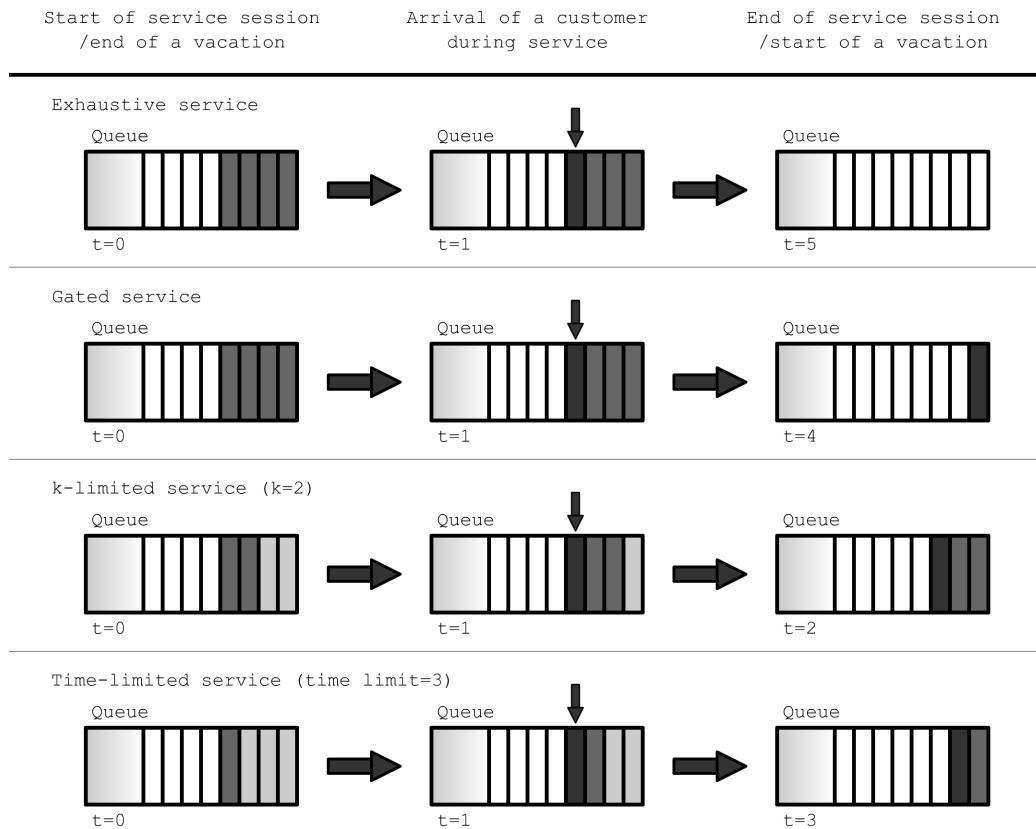 Start of service session
/end of a vacation
Arrival of a customer
during service
End of service session
/start of a vacation
Exhaustive service
Queue
Queue
Queue
t=0
t=1
t=5
Gated service
Queue
Queue
Queue
t=0
t=1
t=4
k-limited service (k=2)
Queue
Queue
Queue
t=0
t=1
t=2
Time-limited service (time limit=3)
Queue
Queue
Queue
t=0
t=1
t=3